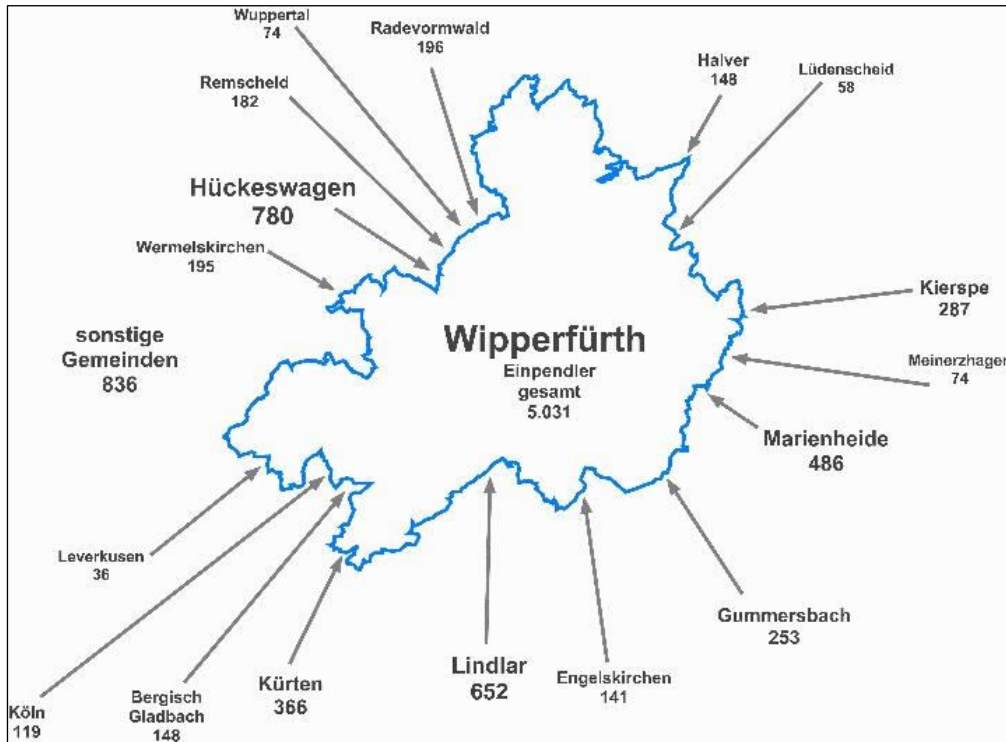 Wuppertal
74
Radevormwald
196
Halver
148
Lüdenscheid
58
Remscheid
182
Hückeswagen
780
Wermelskirchen
195
Kierspe
287
sonstige
Gemeinden
836
Wipperfürth
Einpendler
gesamt
5.031
Meinerzhagen
74
Marienheide
486
Leverkusen
36
Gummersbach
253
Lindlar
652
Engelskirchen
141
Kürten
366
Bergisch
Gladbach
148
Köln
119